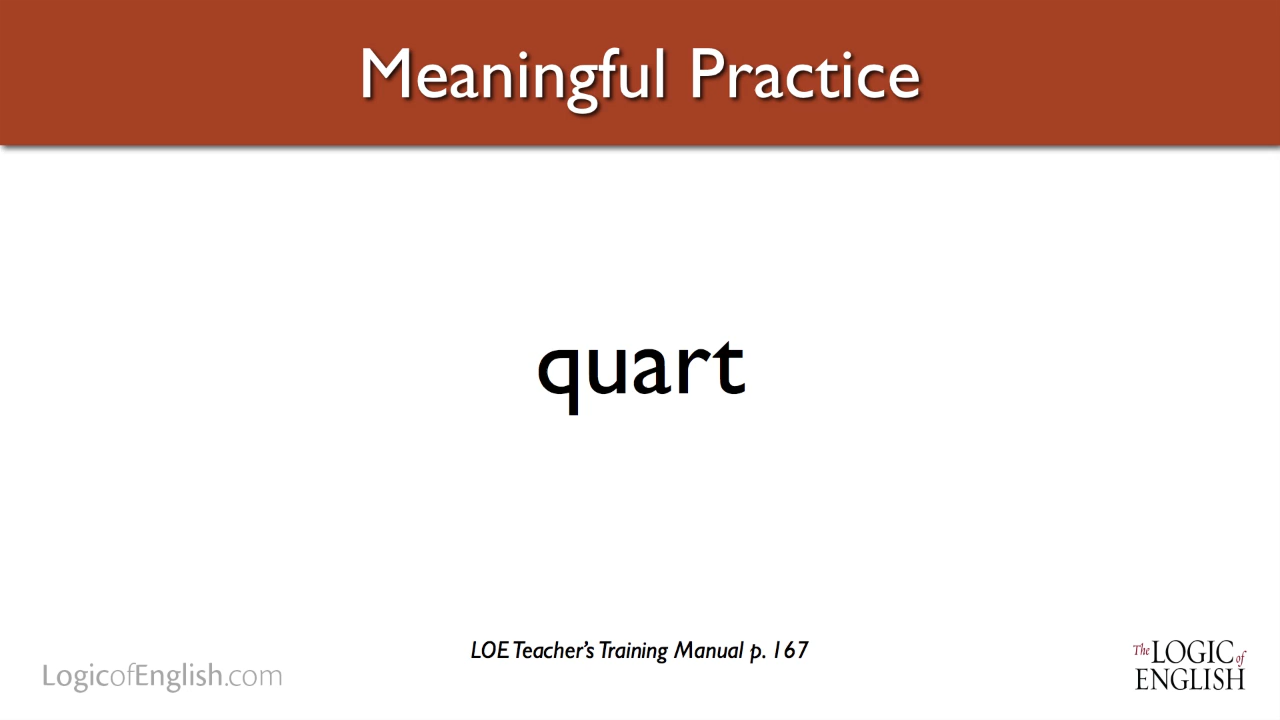 Meaningful Practice
quart
LOE Teacher's Training Manual p. 167
LogicofEnglish.com
The LOGIC of
ENGLISH